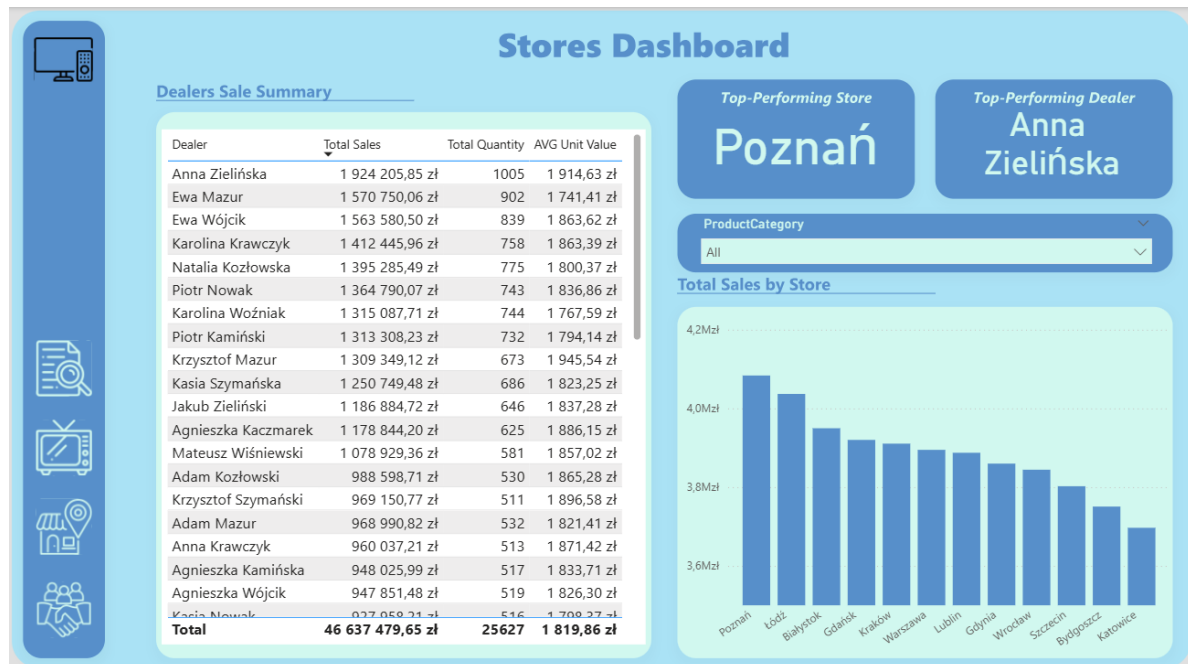 Stores Dashboard
Dealers Sale Summary
Dealer Total Sales Total Quantity AVG Unit Value
Anna Zielińska 1 924 205,85 zł 1005 1 914,63 zł
Ewa Mazur 1 570 750,06 zł 902 1 741,41 zł
Ewa Wójcik 1 563 580,50 zł 839 1 863,62 zł
Karolina Krawczyk 1 412 445,96 zł 758 1 863,39 zł
Natalia Kozłowska 1 395 285,49 zł 775 1 800,37 zł
Piotr Nowak 1 364 790,07 zł 743 1 836,86 zł
Karolina Woźniak 1 315 087,71 zł 744 1 767,59 zł
Piotr Kamiński 1 313 308,23 zł 732 1 794,14 zł
Krzysztof Mazur 1 309 349,12 zł 673 1 945,54 zł
Kasia Szymańska 1 250 749,48 zł 686 1 823,25 zł
Jakub Zieliński 1 186 884,72 zł 646 1 837,28 zł
Agnieszka Kaczmarek 1 178 844,20 zł 625 1 886,15 zł
Mateusz Wiśniewski 1 078 929,36 zł 581 1 857,02 zł
Adam Kozłowski 988 598,71 zł 530 1 865,28 zł
Krzysztof Szymański 969 150,77 zł 511 1 896,58 zł
Adam Mazur 968 990,82 zł 532 1 821,41 zł
Anna Krawczyk 960 037,21 zł 513 1 871,42 zł
Agnieszka Kamińska 948 025,99 zł 517 1 833,71 zł
Agnieszka Wójcik 947 851,48 zł 519 1 826,30 zł
Kasia Nowak 927 958,21 zł 516 1 798,37 zł
Total 46 637 479,65 zł 25627 1 819,86 zł
Top-Performing Store
Poznań
Top-Performing Dealer
Anna
Zielińska
ProductCategory
All
Total Sales by Store
4,2Mzł
4,0Mzł
3,8Mzł
3,6Mzł
Poznań
Łódź
Białystok
Gdańsk
Kraków
Warszawa
Lublin
Gdynia
Wrocław
Szczecin
Bydgoszcz
Katowice